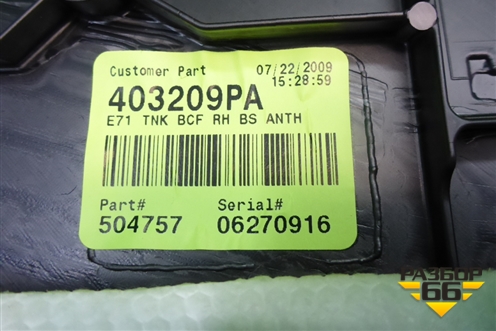 Customer Part 07/22/2009
15:28:59
403209PA
E71 TNK BCF RH BS ANTH
Part# Serial#
504757 06270916
РАЗБОР
66